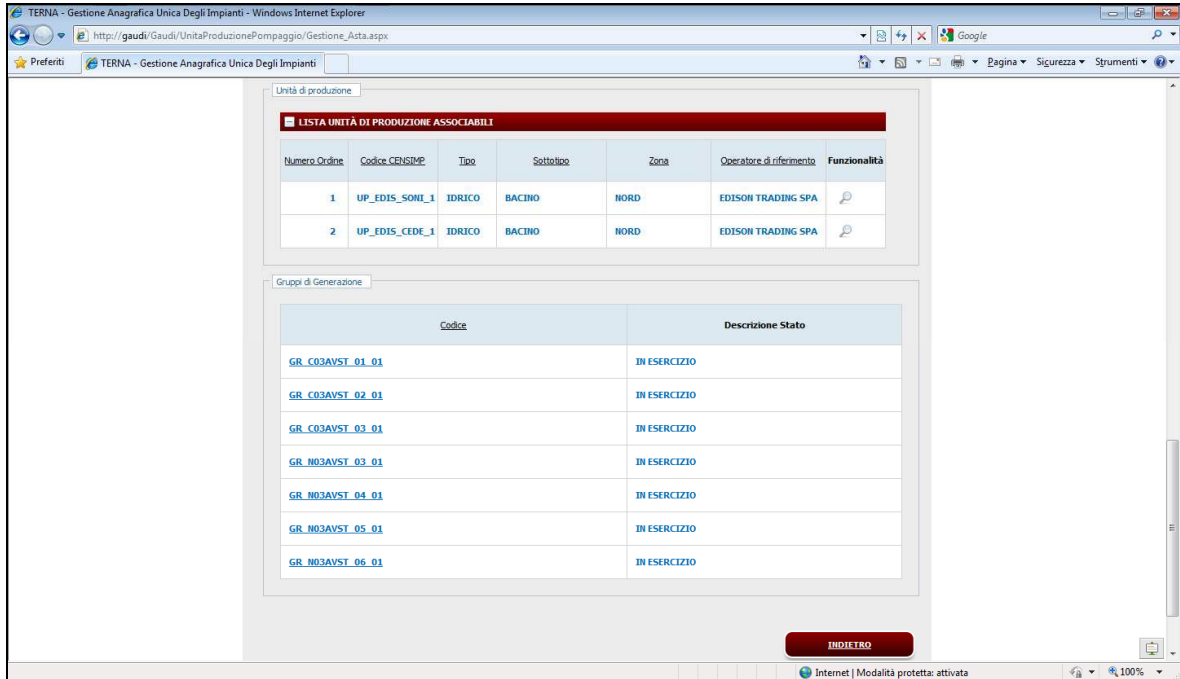 TERNA - Gestione Anagrafica Unica Degli Impianti - Windows Internet Explorer
http://gaudi/Gaudi/UnitaProduzionePompaggio/Gestione_Asta.aspx
Google
Preferiti TERNA - Gestione Anagrafica Unica Degli Impianti Pagina Sicurezza Strumenti
Unità di produzione
LISTA UNITÀ DI PRODUZIONE ASSOCIABILI
Numero Ordine Codice CENSIMP Tipo Sottotipo Zona Operatore di riferimento Funzionalità
1 UP_EDIS_SONI_1 IDRICO BACINO NORD EDISON TRADING SPA
2 UP_EDIS_CEDE_1 IDRICO BACINO NORD EDISON TRADING SPA
Gruppi di Generazione
Codice Descrizione Stato
GR_C03AVST_01_01 IN ESERCIZIO
GR_C03AVST_02_01 IN ESERCIZIO
GR_C03AVST_03_01 IN ESERCIZIO
GR_N03AVST_03_01 IN ESERCIZIO
GR_N03AVST_04_01 IN ESERCIZIO
GR_N03AVST_05_01 IN ESERCIZIO
GR_N03AVST_06_01 IN ESERCIZIO
INDIETRO
Internet | Modalità protetta: attivata 100%